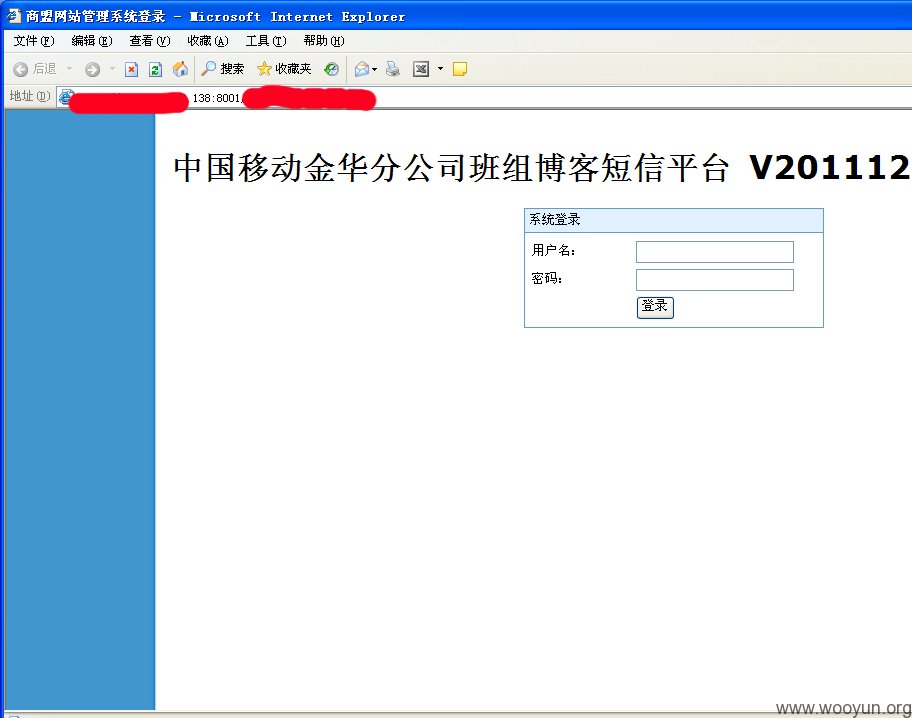 商盟网站管理系统登录 - Microsoft Internet Explorer
文件(F) 编辑(E) 查看(V) 收藏(A) 工具(T) 帮助(H)
后退 搜索 收藏夹
地址(D) 138:8001/
中国移动金华分公司班组博客短信平台 V201112
系统登录
用户名:
密码:
登录
www.wooyun.org